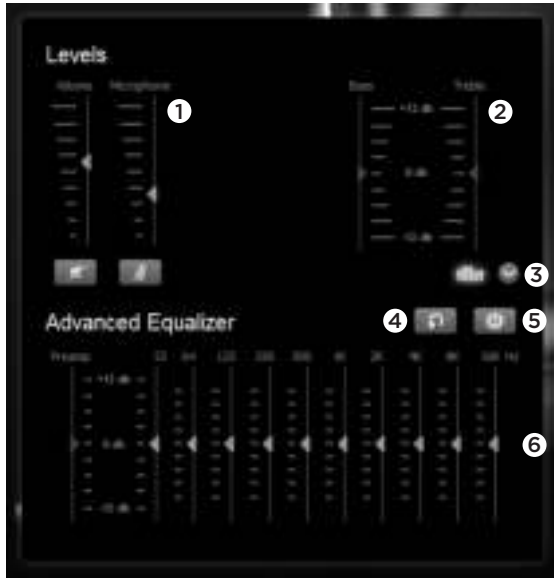 Levels
Volume Microphone Bass Treble
1 2
+12 db
0 db
-12 db
3
Advanced Equalizer 4 5
Preamp 32 64 125 250 500 1K 2K 4K 8K 16K Hz
+12 db
0 db 6
-12 db